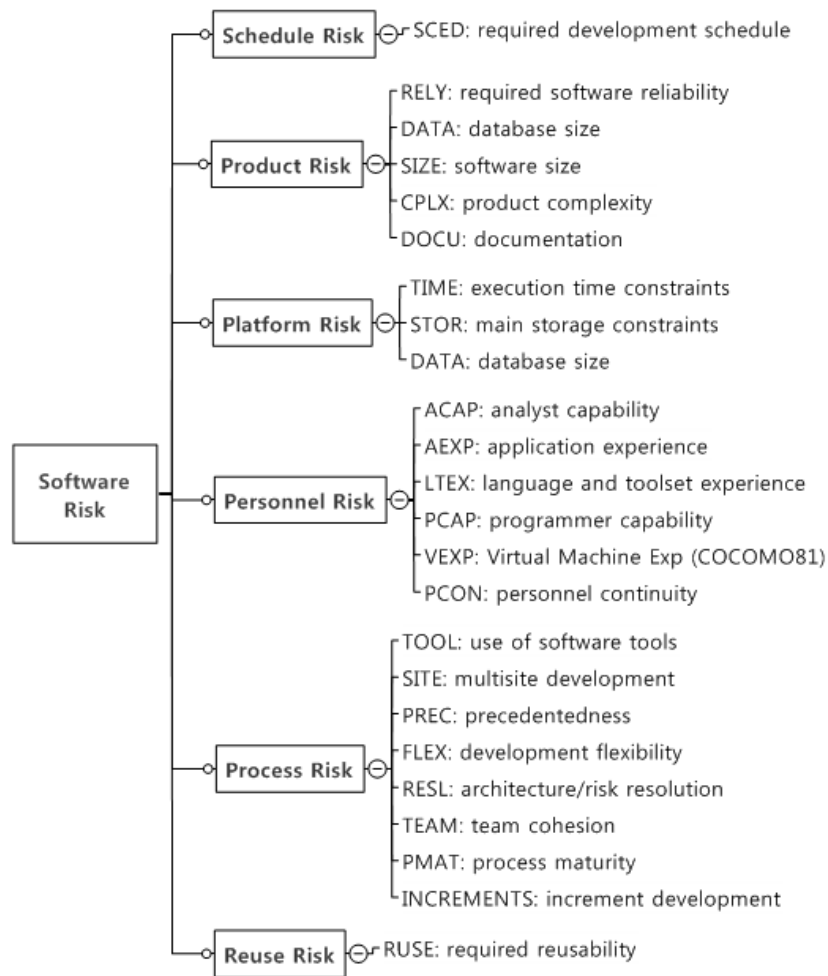 Schedule Risk
SCED: required development schedule
Product Risk
RELY: required software reliability
DATA: database size
SIZE: software size
CPLX: product complexity
DOCU: documentation
Platform Risk
TIME: execution time constraints
STOR: main storage constraints
DATA: database size
Software
Risk
Personnel Risk
ACAP: analyst capability
AEXP: application experience
LTEX: language and toolset experience
PCAP: programmer capability
VEXP: Virtual Machine Exp (COCOMO81)
PCON: personnel continuity
Process Risk
TOOL: use of software tools
SITE: multisite development
PREC: precedentedness
FLEX: development flexibility
RESL: architecture/risk resolution
TEAM: team cohesion
PMAT: process maturity
INCREMENTS: increment development
Reuse Risk
RUSE: required reusability